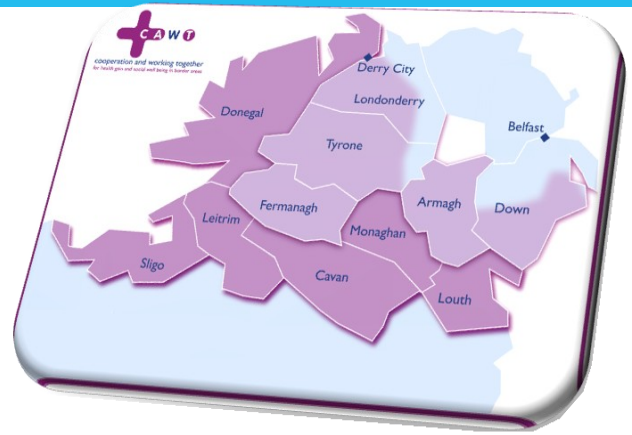 CAWT
cooperation and working together
for health gain and social well being in border areas
Derry City
Londonderry
Donegal
Belfast
Tyrone
Fermanagh
Armagh
Down
Leitrim
Monaghan
Sligo
Cavan
Louth